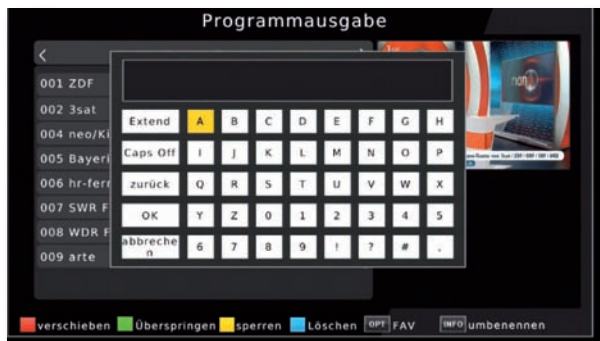 Programmausgabe
<
001 ZDF
002 3sat
004 neo/Ki
005 Bayeri
006 hr-fer
007 SWR F
008 WDR F
009 arte
Extend A B C D E F G H
Caps Off I J K L M N O P
zurück Q R S T U V W X
OK Y Z 0 1 2 3 4 5
abbreche
n 6 7 8 9 ! ? # .
verschieben Überspringen sperren Löschen OPT FAV INFO umbenennen